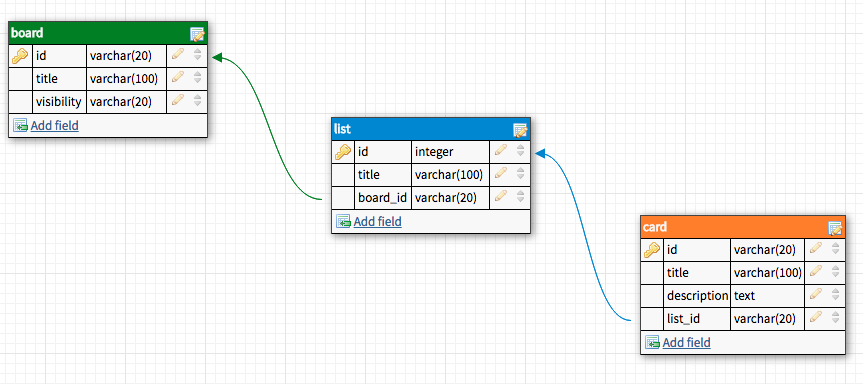 board
id varchar(20)
title varchar(100)
visibility varchar(20)
Add field
list
id integer
title varchar(100)
board_id varchar(20)
Add field
card
id varchar(20)
title varchar(100)
description text
list_id varchar(20)
Add field